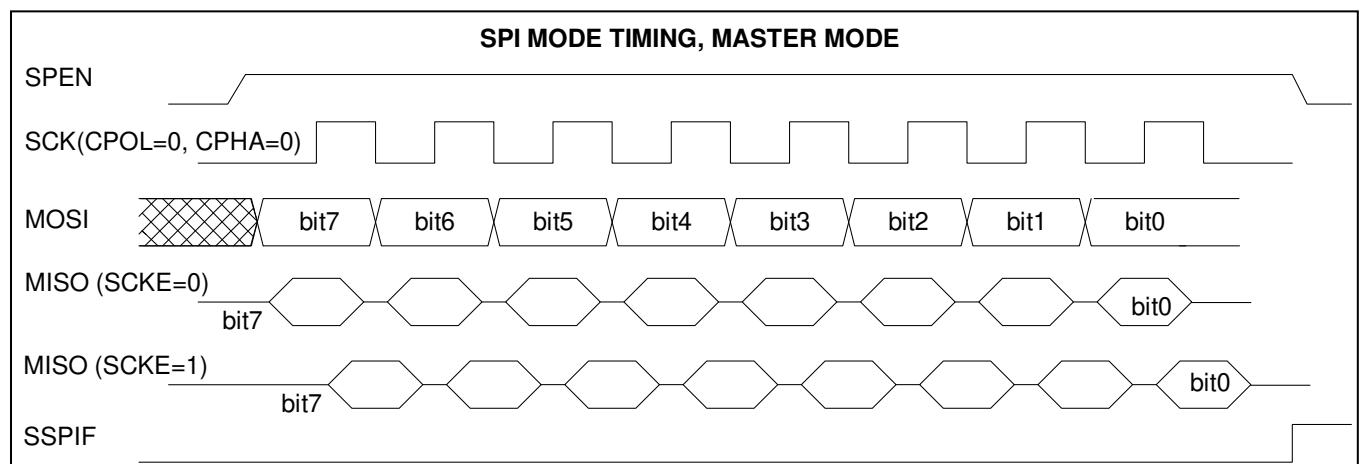 SPI MODE TIMING, MASTER MODE
SPEN
SCK(CPOL=0, CPHA=0)
MOSI bit7 bit6 bit5 bit4 bit3 bit2 bit1 bit0
MISO (SCKE=0)
bit7 bit0
MISO (SCKE=1)
bit7 bit0
SSPIF